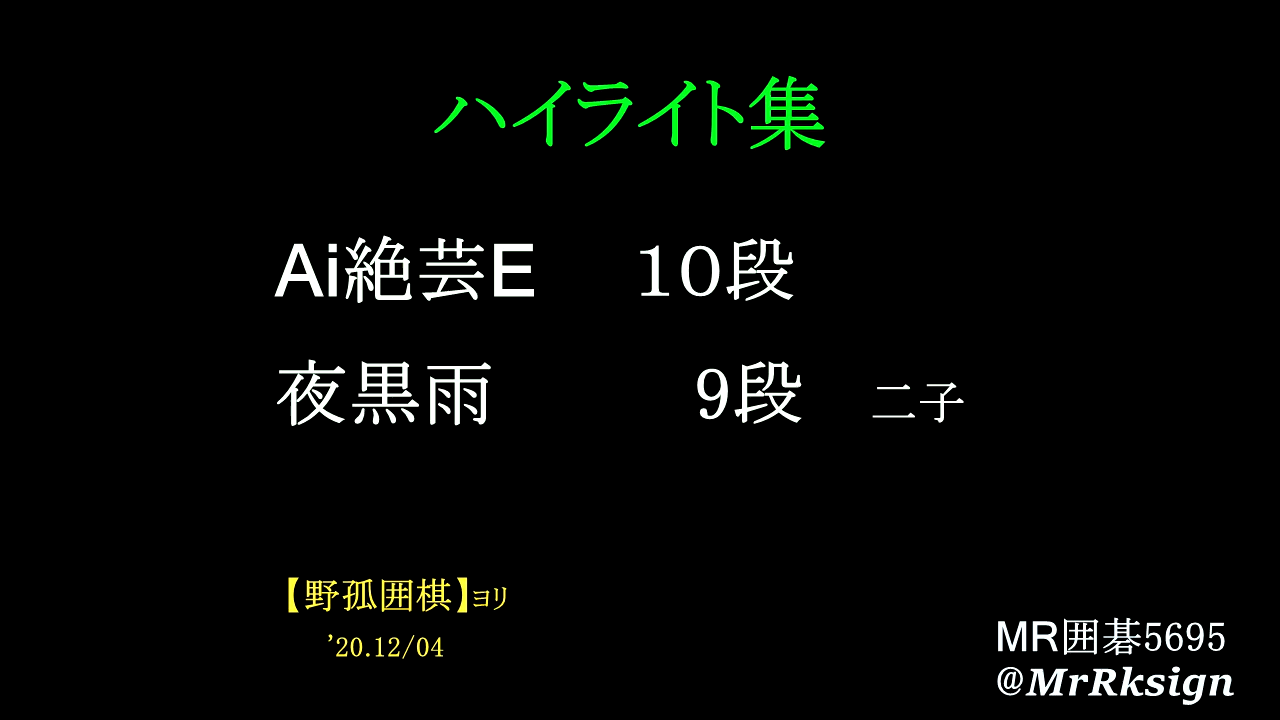 ハイライト集
Ai絶芸E 10段
夜黒雨 9段 二子
【野孤囲棋】ヨリ
’20.12/04
MR囲碁5695
@MrRksign